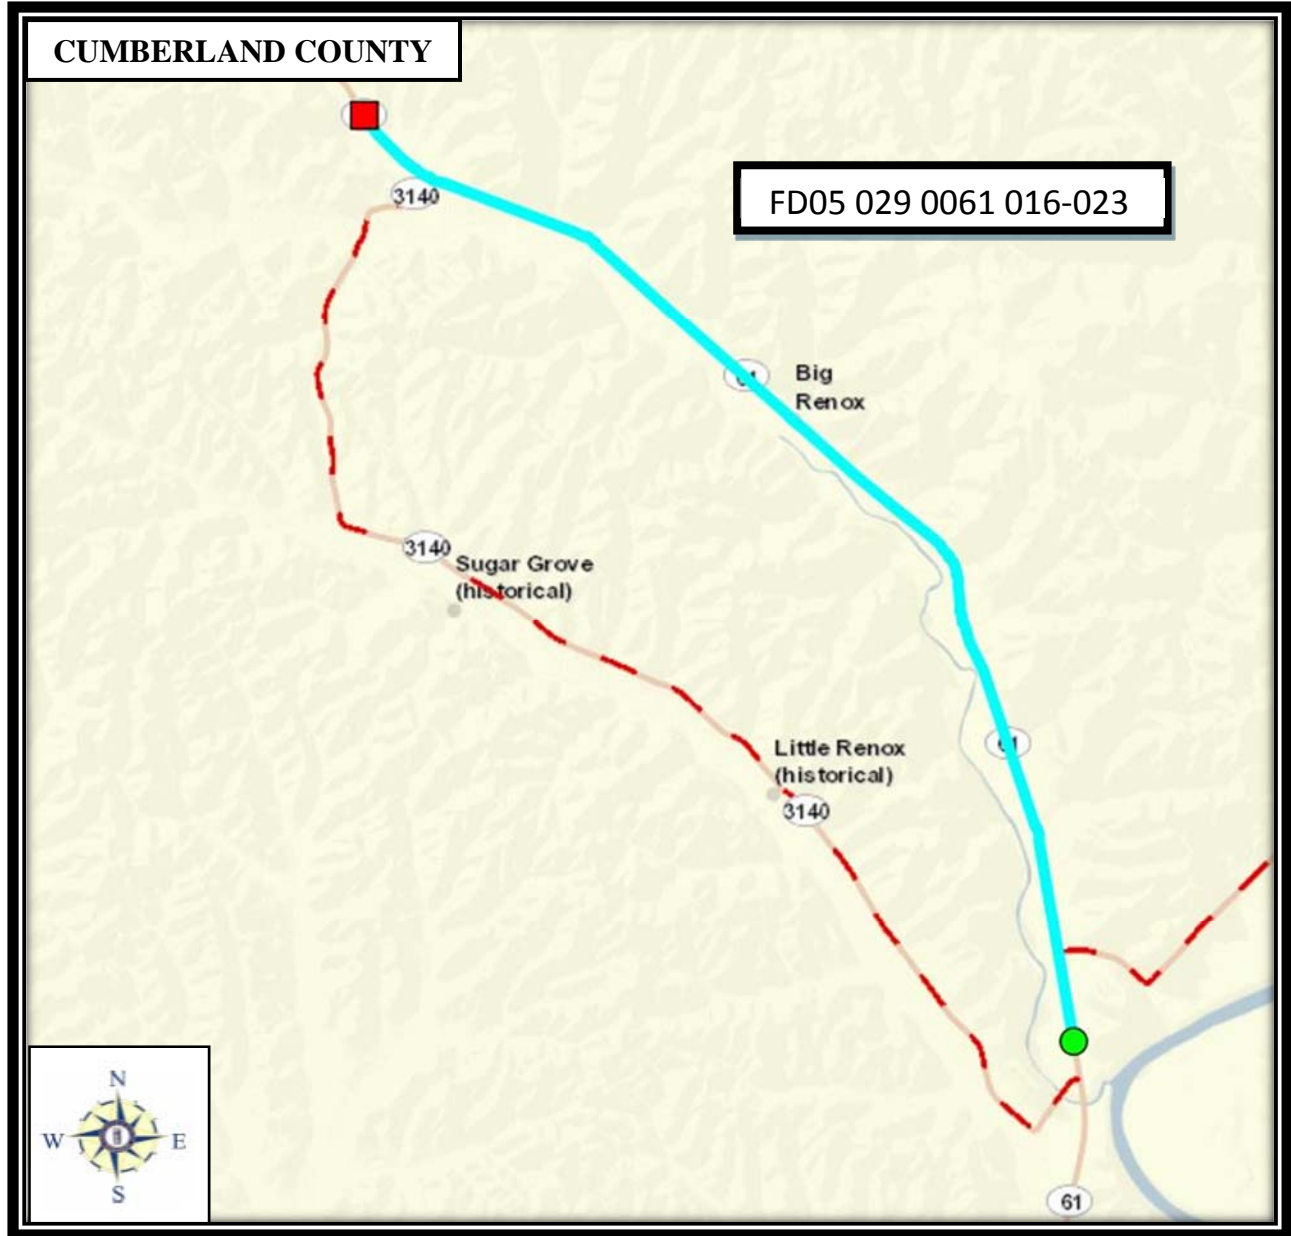 CUMBERLAND COUNTY
3140
FD05 029 0061 016-023
Big
Renox
3140
Sugar Grove
(historical)
Little Renox
(historical)
3140
N
W E
S
61